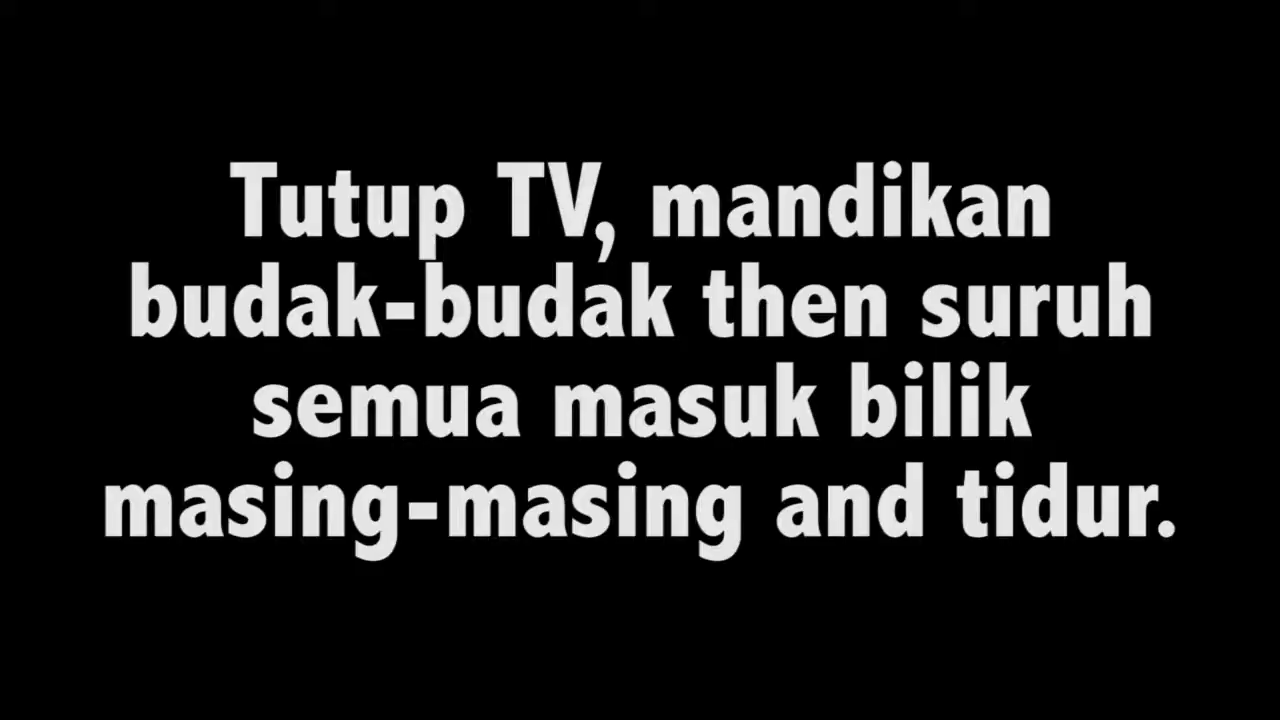 Tutup TV, mandikan
budak-budak then suruh
semua masuk bilik
masing-masing and tidur.